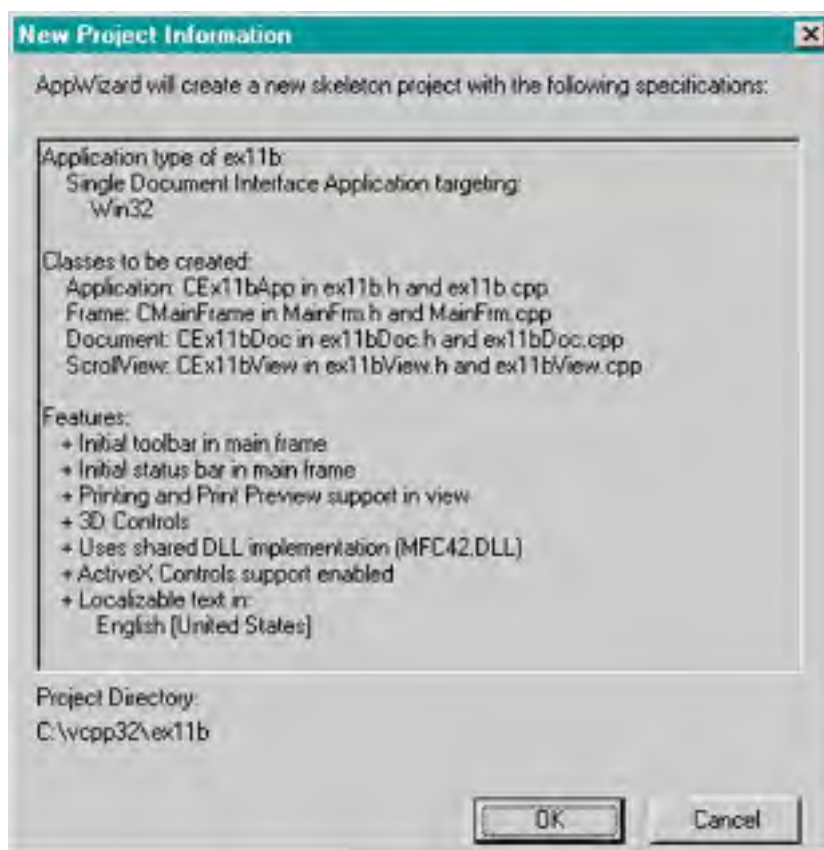 New Project Information
AppWizard will create a new skeleton project with the following specifications:
Application type of ex11b:
Single Document Interface Application targeting:
Win32
Classes to be created:
Application: CEx11bApp in ex11b.h and ex11b.cpp
Frame: CMainFrame in MainFrm.h and MainFrm.cpp
Document: CEx11bDoc in ex11bDoc.h and ex11bDoc.cpp
ScrollView: CEx11bView in ex11bView.h and ex11bView.cpp
Features:
+ Initial toolbar in main frame
+ Initial status bar in main frame
+ Printing and Print Preview support in view
+ 3D Controls
+ Uses shared DLL implementation (MFC42.DLL)
+ ActiveX Controls support enabled
+ Localizable text in:
English [United States]
Project Directory:
C:\vcpp32\ex11b
OK
Cancel